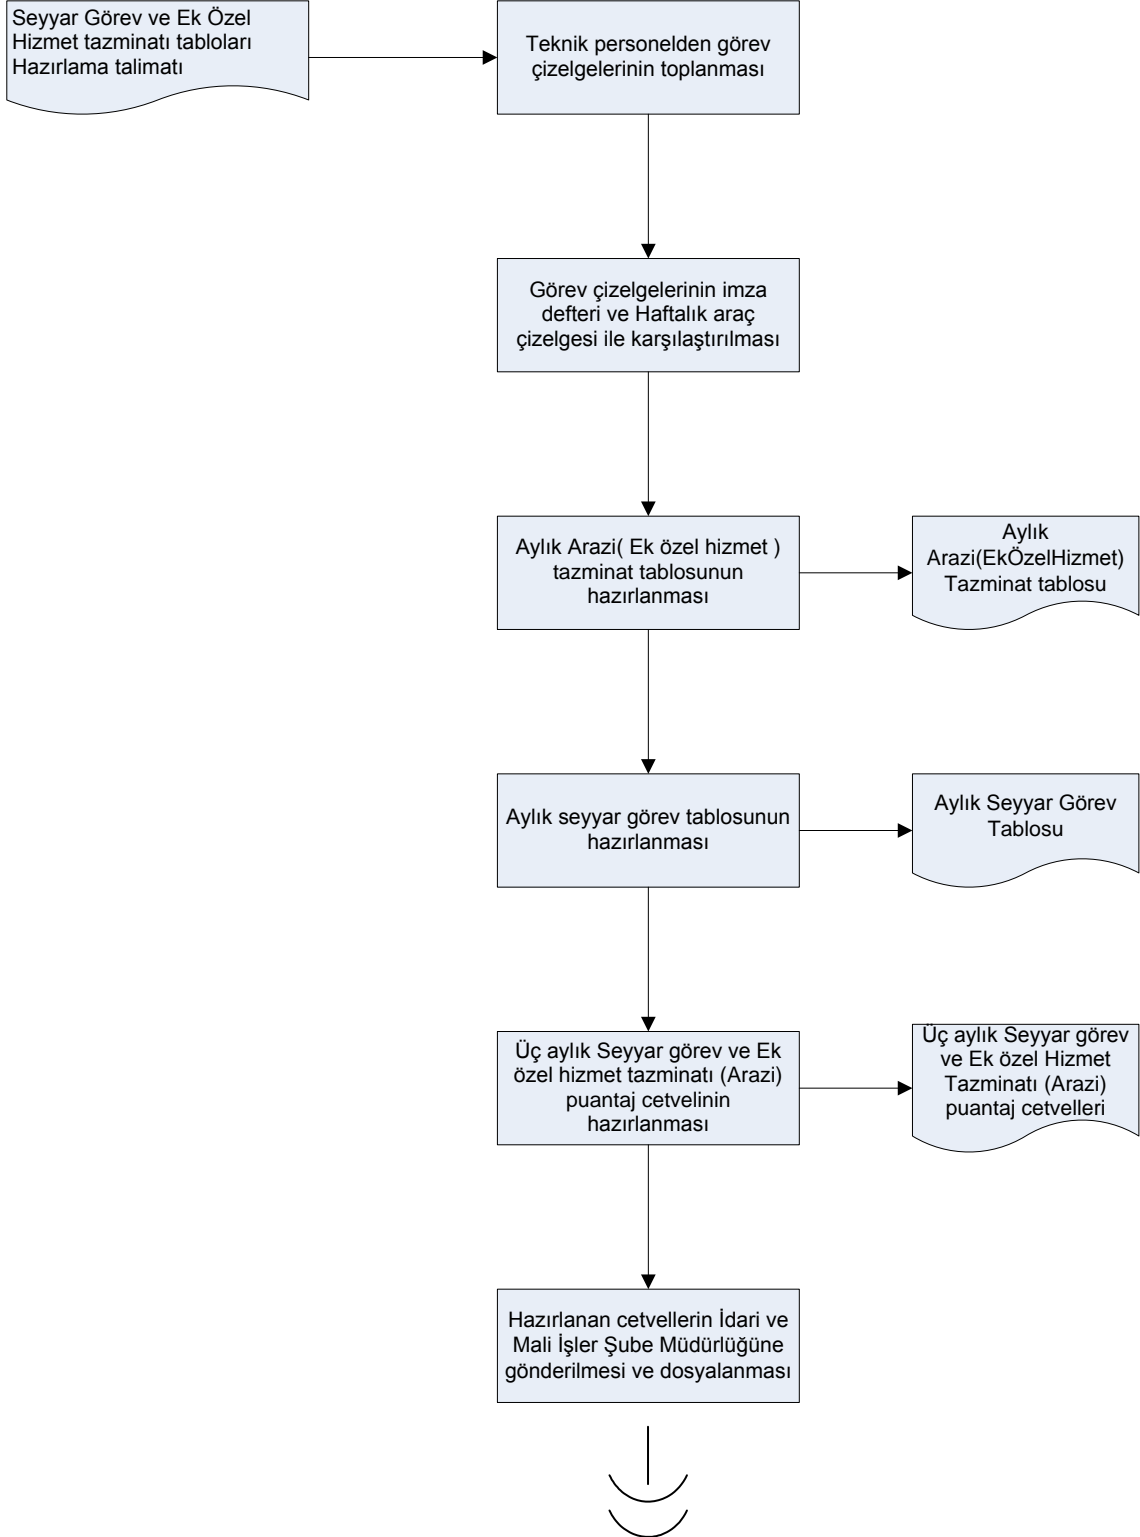 Seyyar Görev ve Ek Özel
Hizmet tazminatı tabloları
Hazırlama talimatı
Teknik personelden görev
çizelgelerinin toplanması
Görev çizelgelerinin imza
defteri ve Haftalık araç
çizelgesi ile karşılaştırılması
Aylık Arazi( Ek özel hizmet )
tazminat tablosunun
hazırlanması
Aylık
Arazi(EkÖzelHizmet)
Tazminat tablosu
Aylık seyyar görev tablosunun
hazırlanması
Aylık Seyyar Görev
Tablosu
Üç aylık Seyyar görev ve Ek
özel hizmet tazminatı (Arazi)
puantaj cetvelinin
hazırlanması
Üç aylık Seyyar görev
ve Ek özel Hizmet
Tazminatı (Arazi)
puantaj cetvelleri
Hazırlanan cetvellerin İdari ve
Mali İşler Şube Müdürlüğüne
gönderilmesi ve dosyalanması